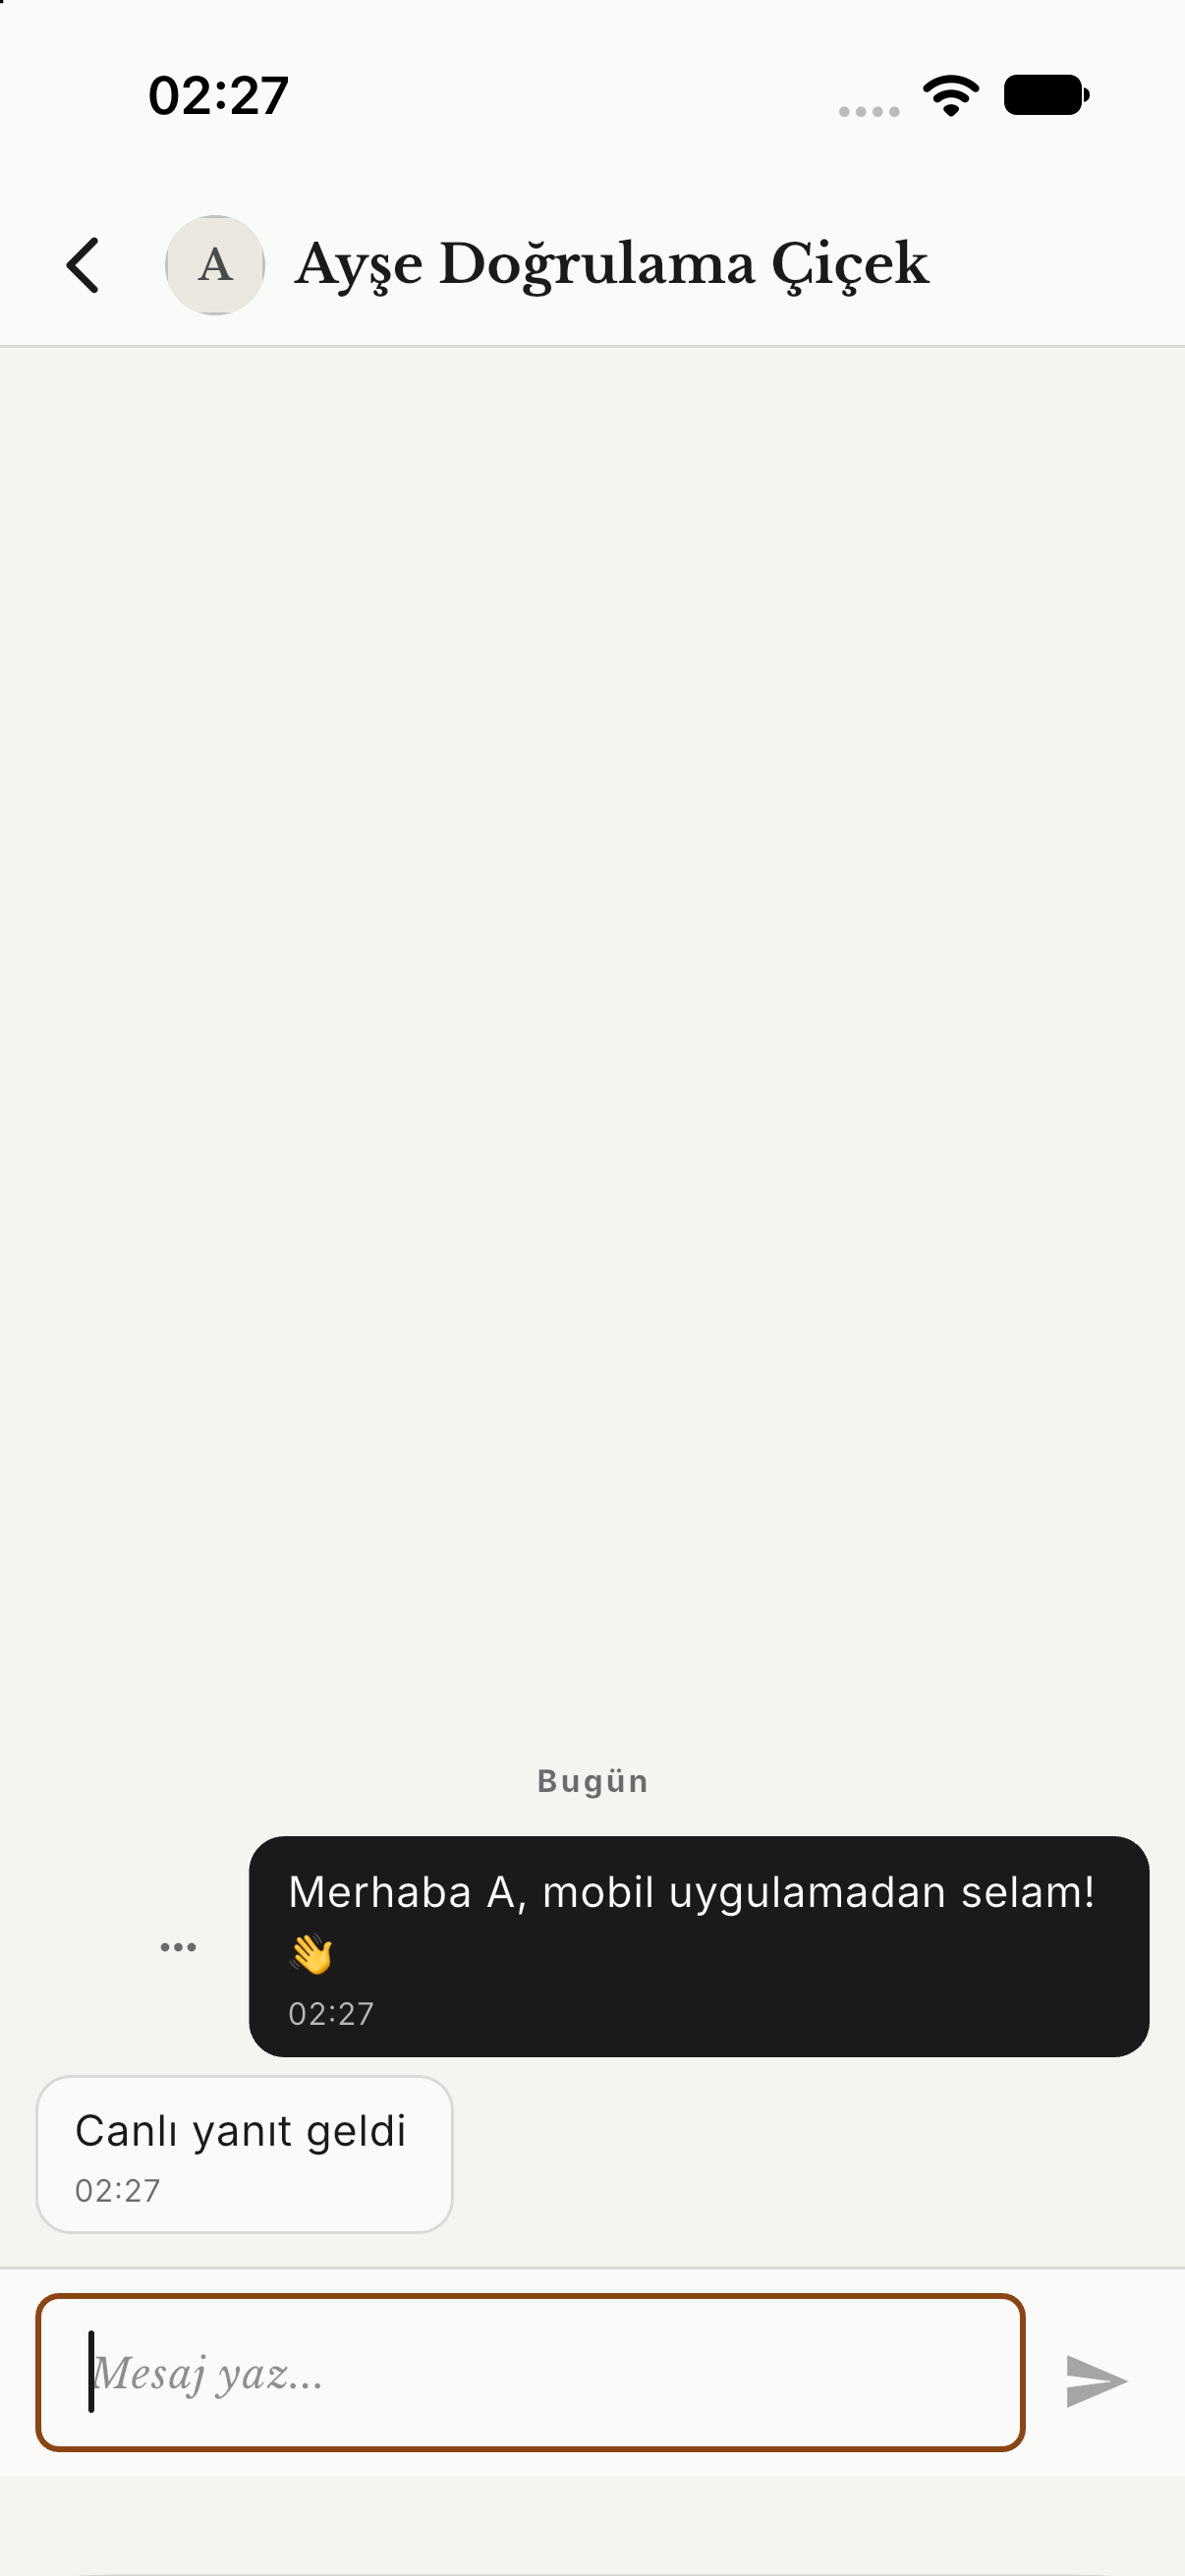 02:27
A
Ayşe Doğrulama Çiçek
Bugün
Merhaba A, mobil uygulamadan selam!
👋
02:27
Canlı yanıt geldi
02:27
Mesaj yaz...